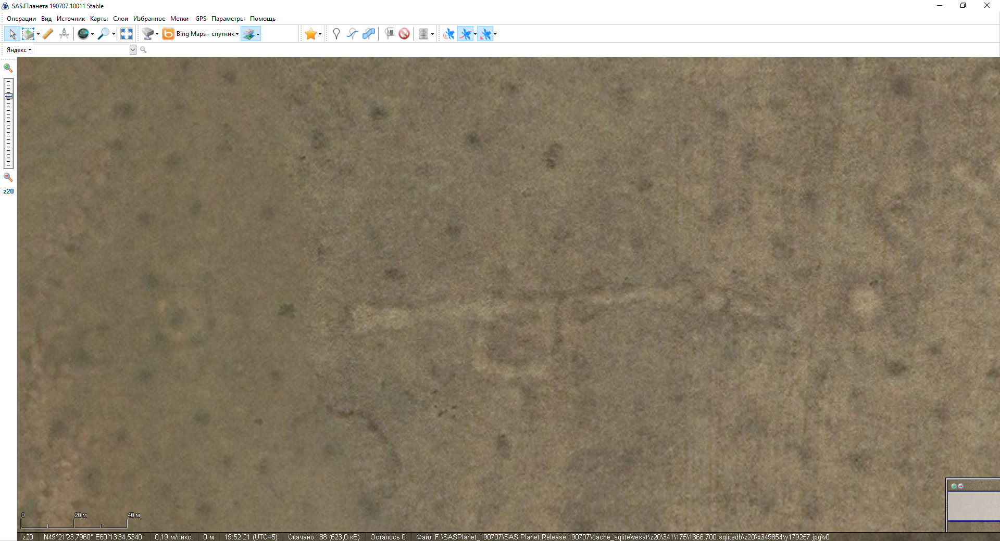 SAS.Планета 190707.10011 Stable
Операции Вид Источник Карты Слои Избранное Метки GPS Параметры Помощь
Bing Maps - спутник
Яндекс
z20
0 20 м 40 м
z20 N49°21'23,7960" E60°13'34,5340" 0,19 м/пикс. 0 м 19:52:21 (UTC+5) Скачано 188 (623,0 кБ) Осталось 0 Файл F:\SASPlanet_190707\SAS.Planet.Release.190707\cache_sqlite\vesat\z20\341\175\1366.700.sqlitedb\z20\x349854\y179257.jpg\v0